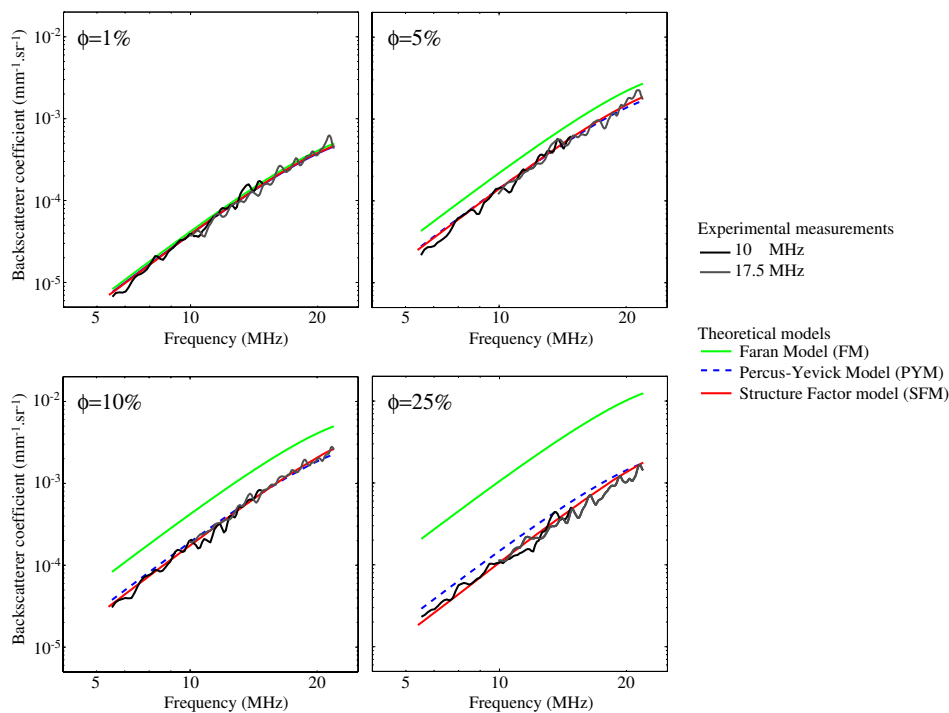 ϕ=1%
ϕ=5%
10⁻²
10⁻³
10⁻⁴
10⁻⁵
Backscatterer coefficient (mm⁻¹.sr⁻¹)
5 10 20
Frequency (MHz)
5 10 20
Frequency (MHz)
Experimental measurements
10 MHz
17.5 MHz
Theoretical models
Faran Model (FM)
Percus-Yevick Model (PYM)
Structure Factor model (SFM)
ϕ=10%
ϕ=25%
10⁻²
10⁻³
10⁻⁴
10⁻⁵
Backscatterer coefficient (mm⁻¹.sr⁻¹)
5 10 20
Frequency (MHz)
5 10 20
Frequency (MHz)